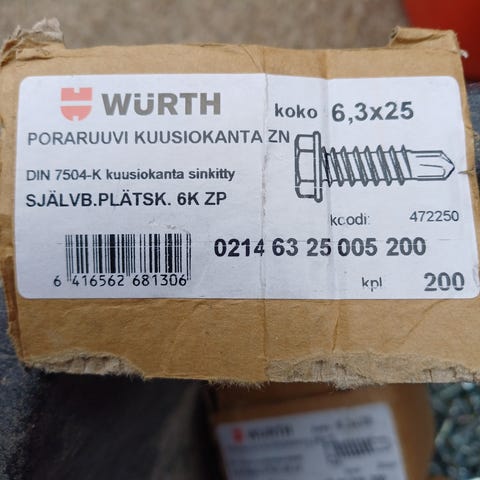 WÜRTH
koko 6,3x25
PORARUUVI KUUSIOKANTA ZN
DIN 7504-K kuusiokanta sinkitty
SJÄLVB.PLÄTSK. 6K ZP
koodi: 472250
0214 63 25 005 200
6 416562 681306
kpl 200
WÜRTH